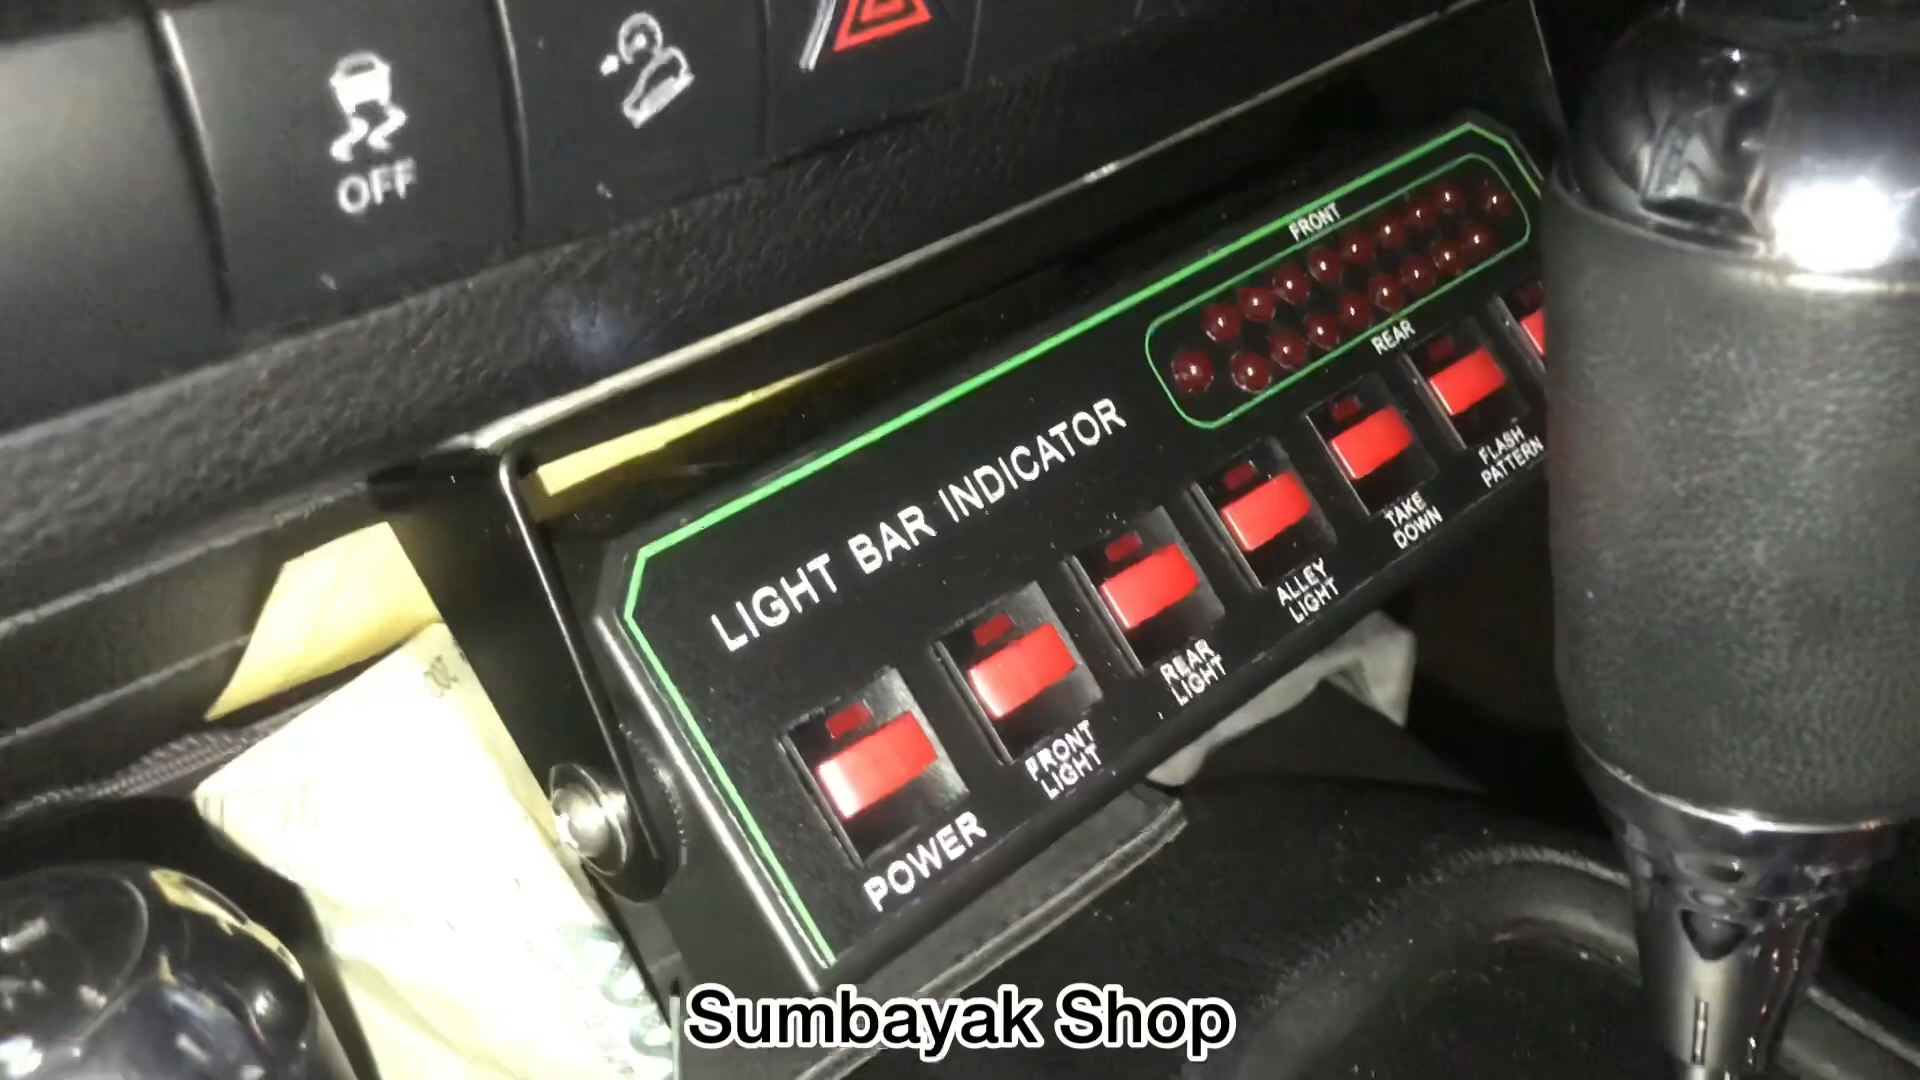 OFF
FRONT
REAR
LIGHT BAR INDICATOR
POWER
FRONT
LIGHT
REAR
LIGHT
ALLEY
LIGHT
TAKE
DOWN
FLASH
PATTERN
Sumbayak Shop